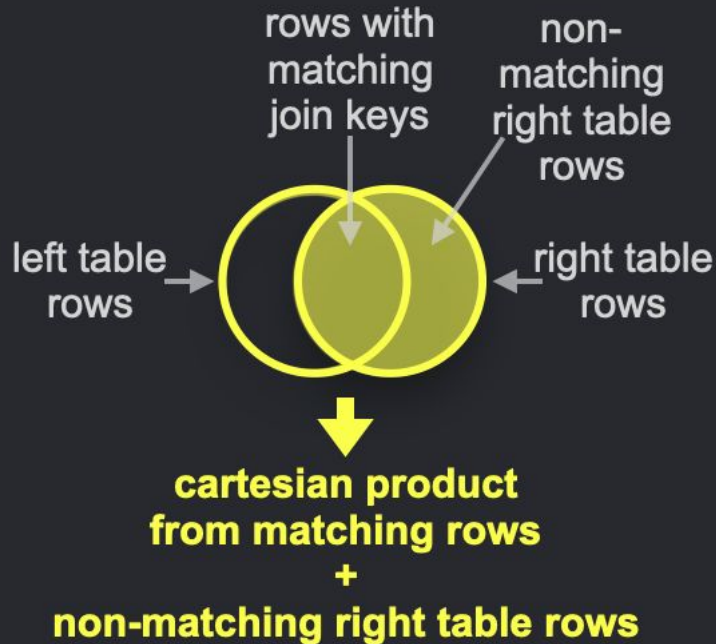 rows with
matching
join keys
non-
matching
right table
rows
left table
rows
right table
rows
cartesian product
from matching rows
+
non-matching right table rows